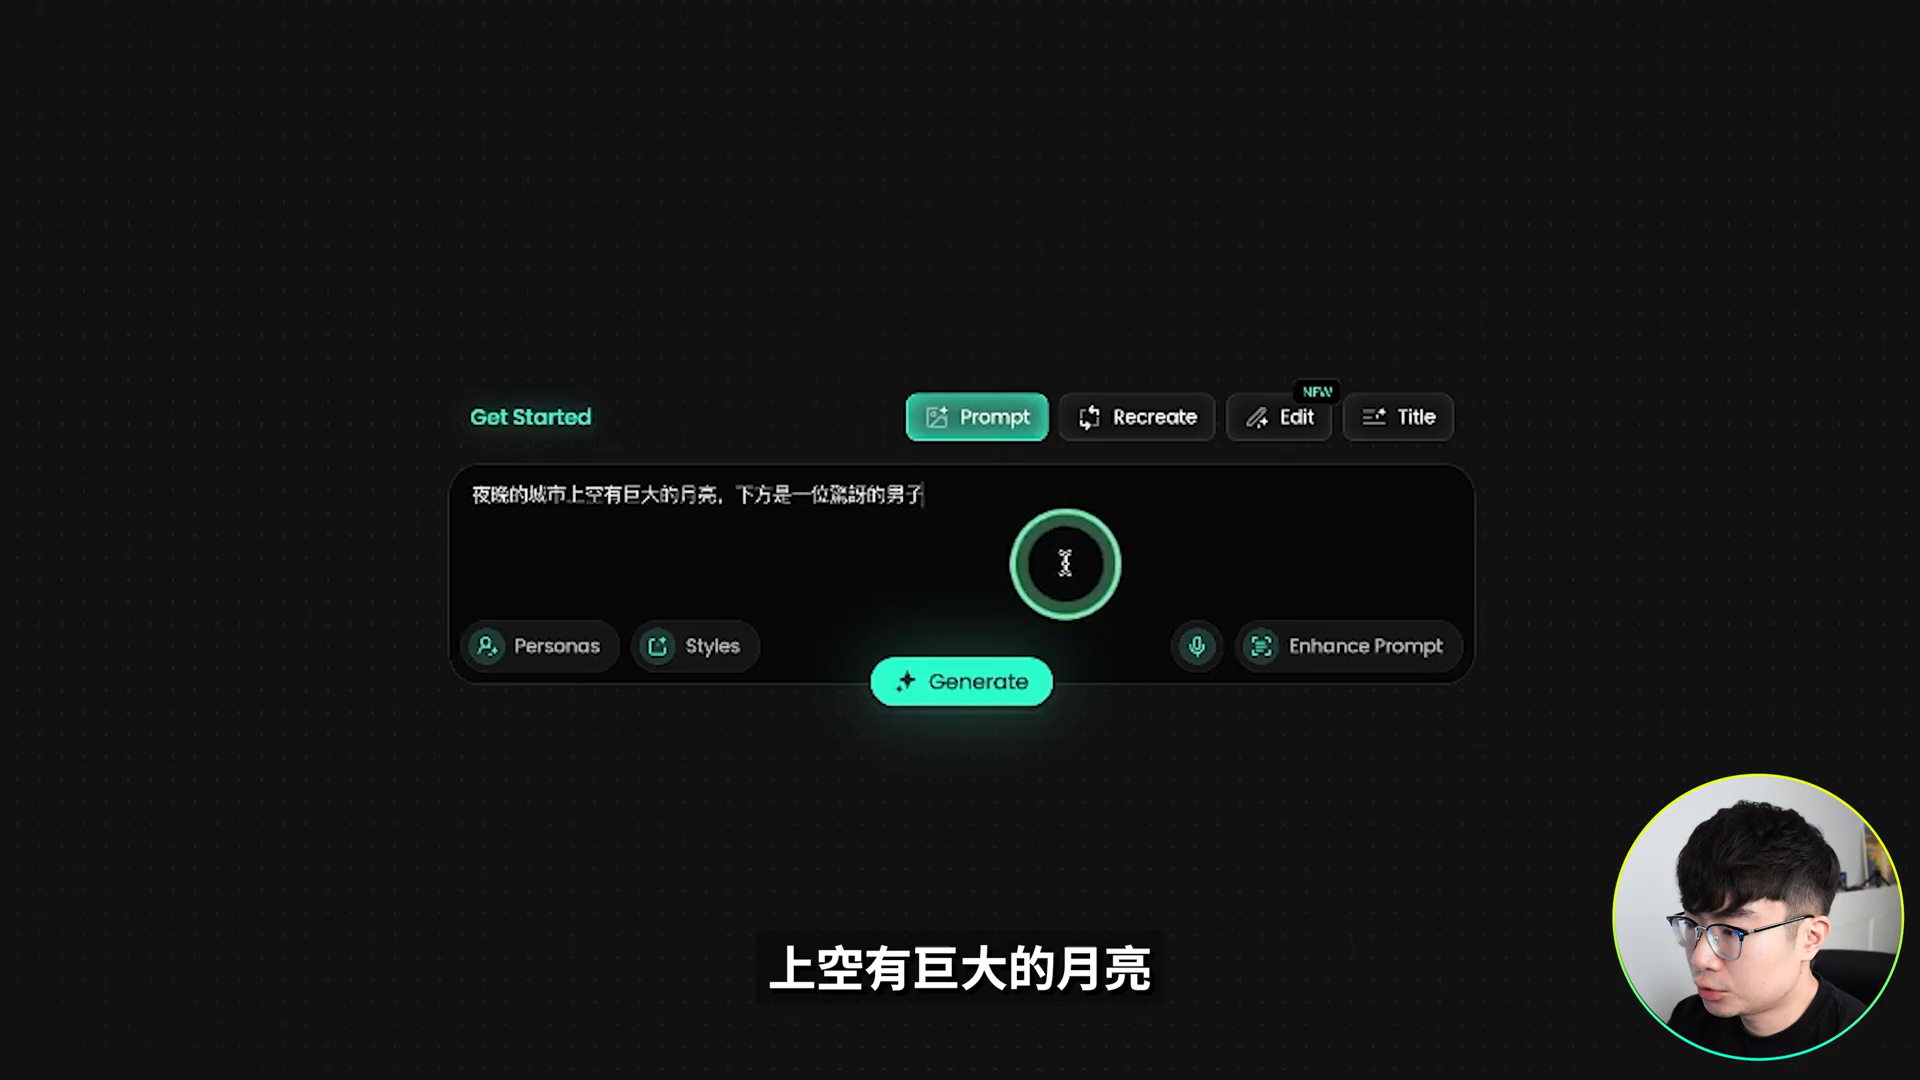 NEW
Get Started
Prompt
Recreate
Edit
Title
夜晚的城市上空有巨大的月亮，下方是一位驚訝的男子
Personas
Styles
Enhance Prompt
Generate
上空有巨大的月亮